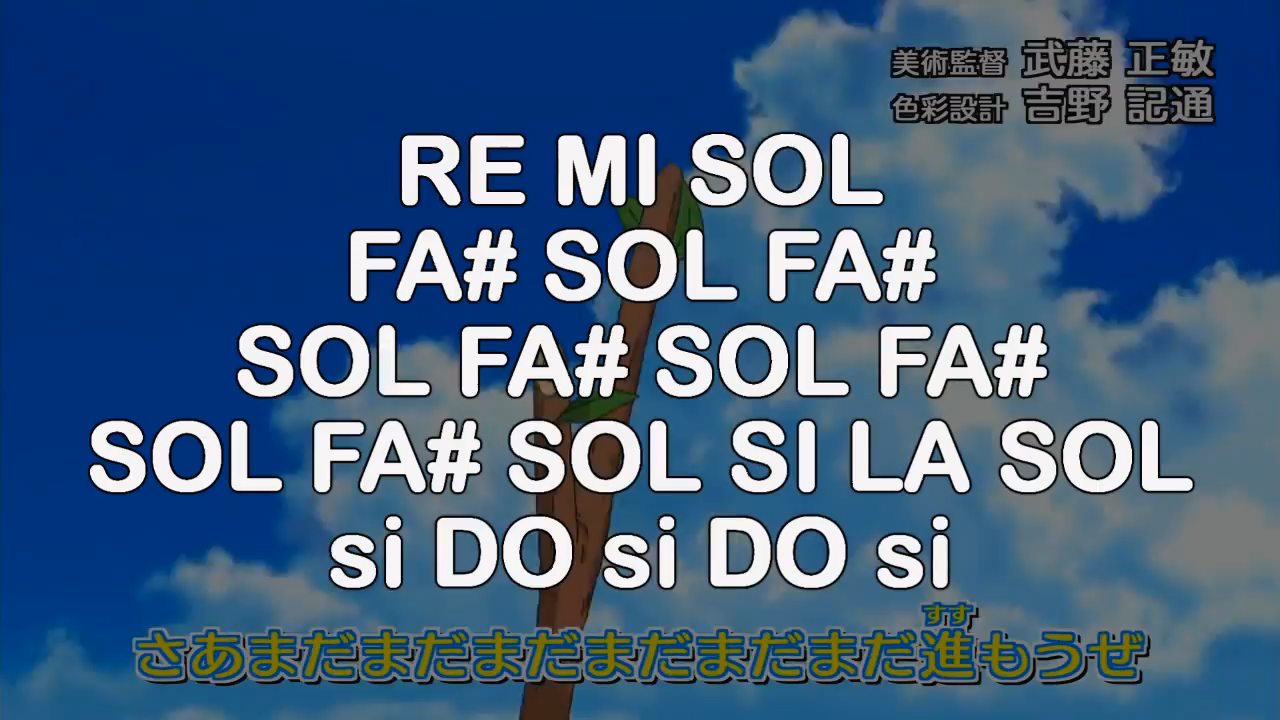 美術監督 武藤 正敏
色彩設計 吉野 記通
RE MI SOL
FA# SOL FA#
SOL FA# SOL FA#
SOL FA# SOL SI LA SOL
si DO si DO si
すす
さあまだまだまだまだまだまだ進もうぜ